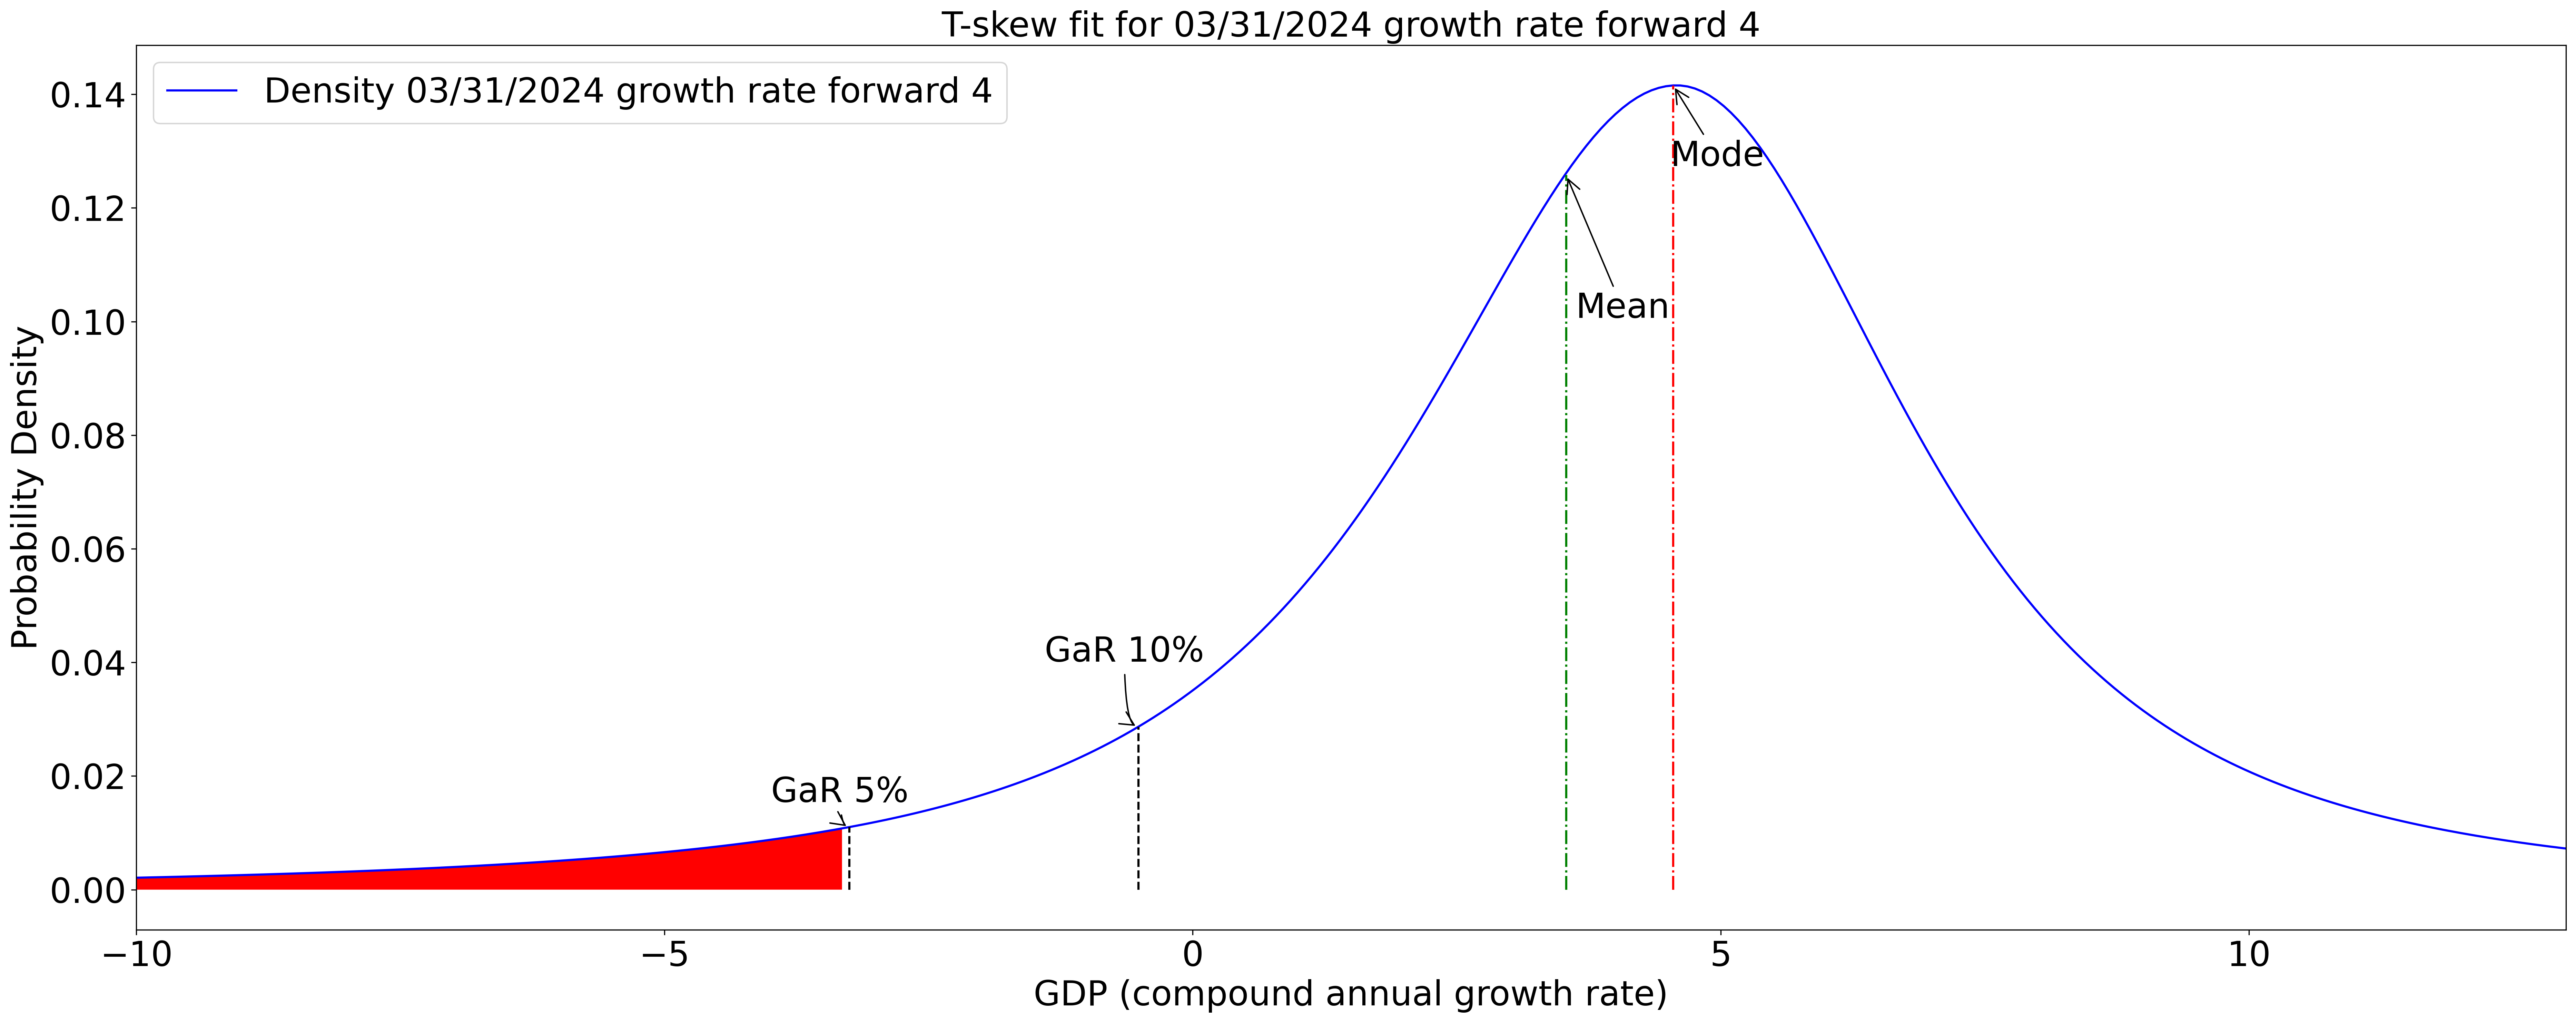 T-skew fit for 03/31/2024 growth rate forward 4
Density 03/31/2024 growth rate forward 4
0.14
0.12
0.10
0.08
0.06
0.04
0.02
0.00
Probability Density
Mode
Mean
GaR 10%
GaR 5%
−10 −5 0 5 10
GDP (compound annual growth rate)